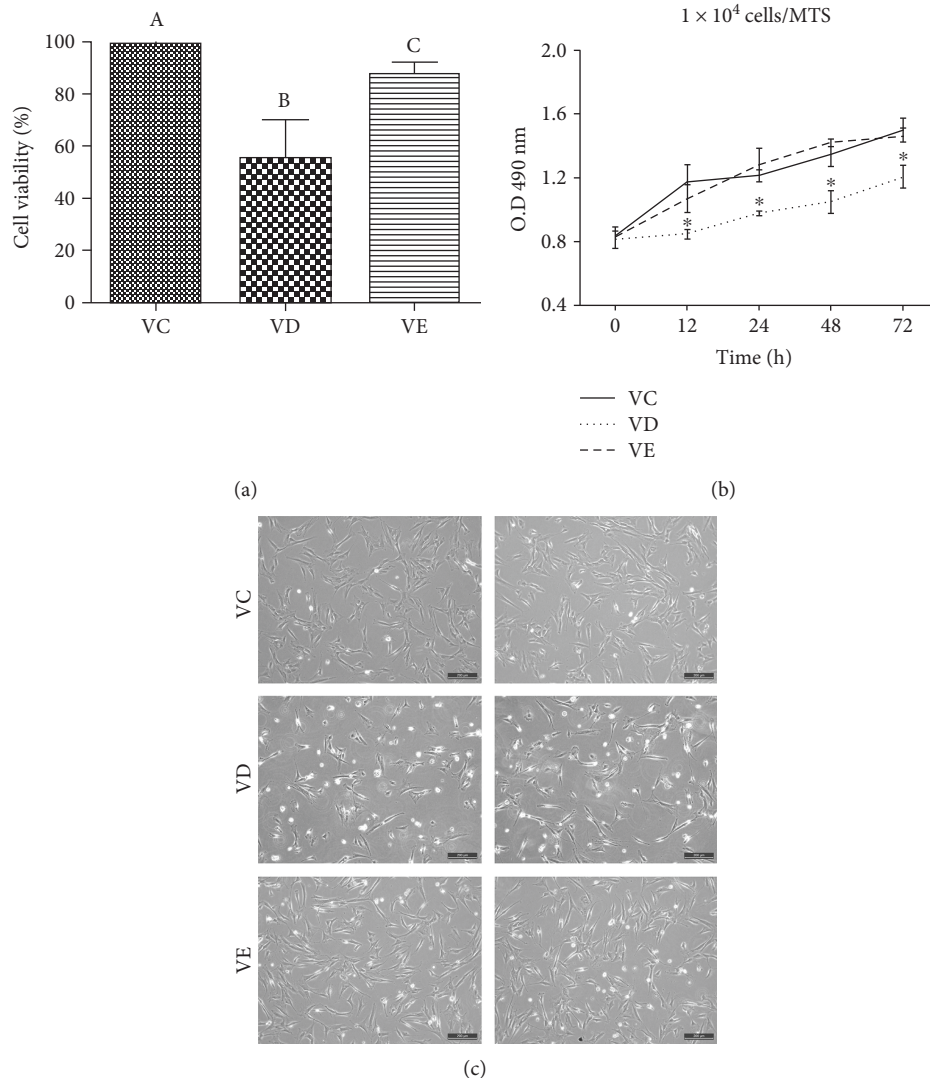 A
B
C
100
80
60
40
20
0
Cell viability (%)
VC
VD
VE
(a)
1 × 10⁴ cells/MTS
2.0
1.6
1.2
0.8
0.4
O.D 490 nm
*
*
*
*
0 12 24 48 72
Time (h)
VC
VD
VE
(b)
VC
VD
VE
(c)